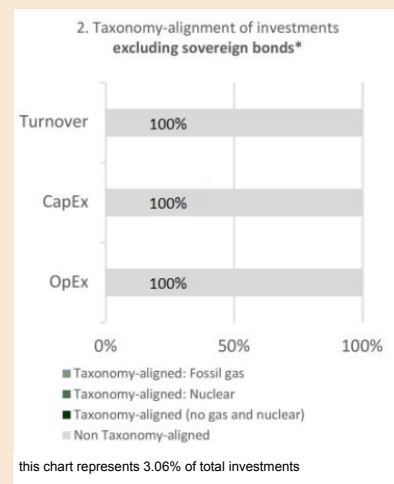 2. Taxonomy-alignment of investments
excluding sovereign bonds*
Turnover
100%
CapEx
100%
OpEx
100%
0% 50% 100%
Taxonomy-aligned: Fossil gas
Taxonomy-aligned: Nuclear
Taxonomy-aligned (no gas and nuclear)
Non Taxonomy-aligned
this chart represents 3.06% of total investments